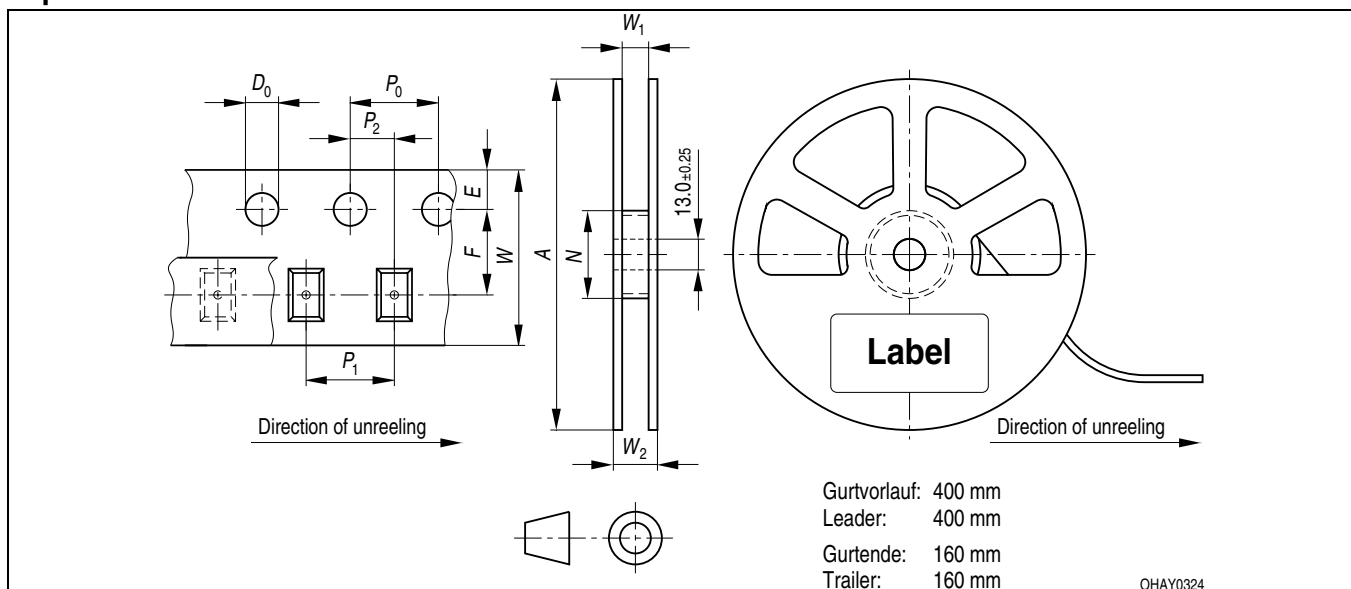 W₁
D₀
P₀
P₂
E
F
W
A
N
13.0±0.25
P₁
W₂
Label
Direction of unreeling
Direction of unreeling
Gurtvorlauf: 400 mm
Leader: 400 mm
Gurtende: 160 mm
Trailer: 160 mm
OHAY0324